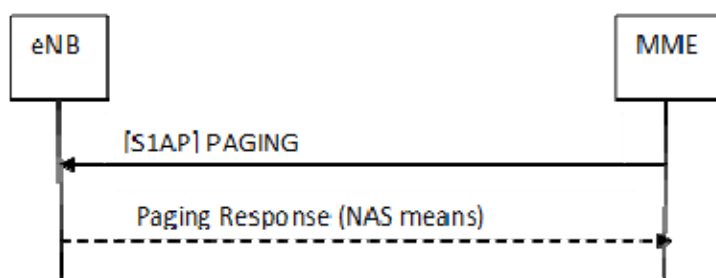 eNB
MME
[S1AP] PAGING
Paging Response (NAS means)